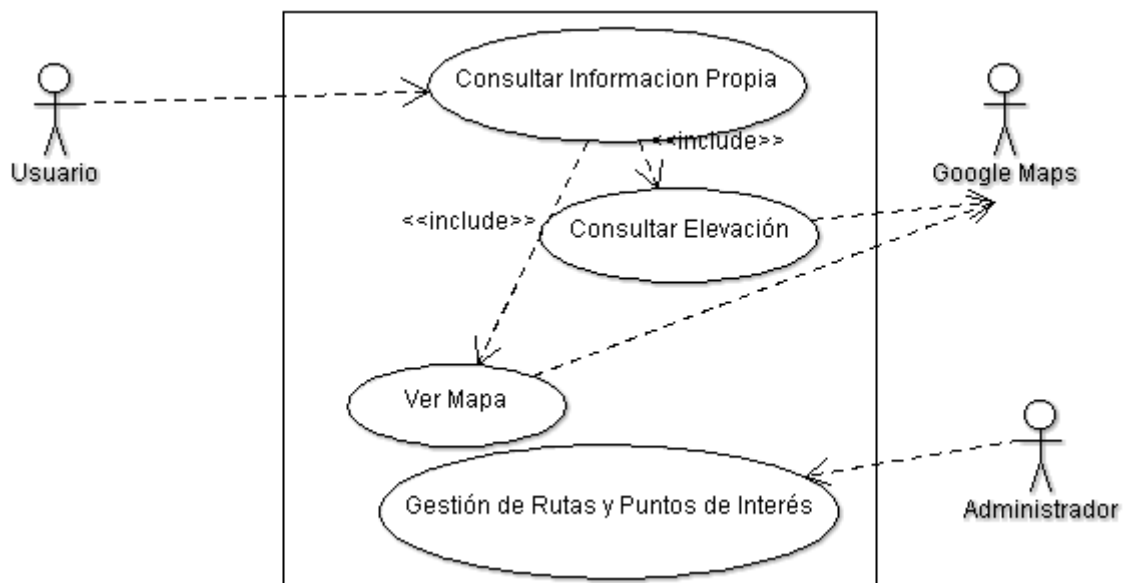 Consultar Informacion Propia
<<include>>
Usuario
Google Maps
<<include>>
Consultar Elevación
Ver Mapa
Gestión de Rutas y Puntos de Interés
Administrador